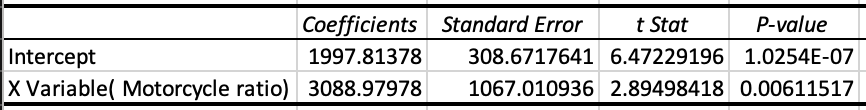 Coefficients Standard Error t Stat P-value
Intercept 1997.81378 308.6717641 6.47229196 1.0254E-07
X Variable( Motorcycle ratio) 3088.97978 1067.010936 2.89498418 0.00611517